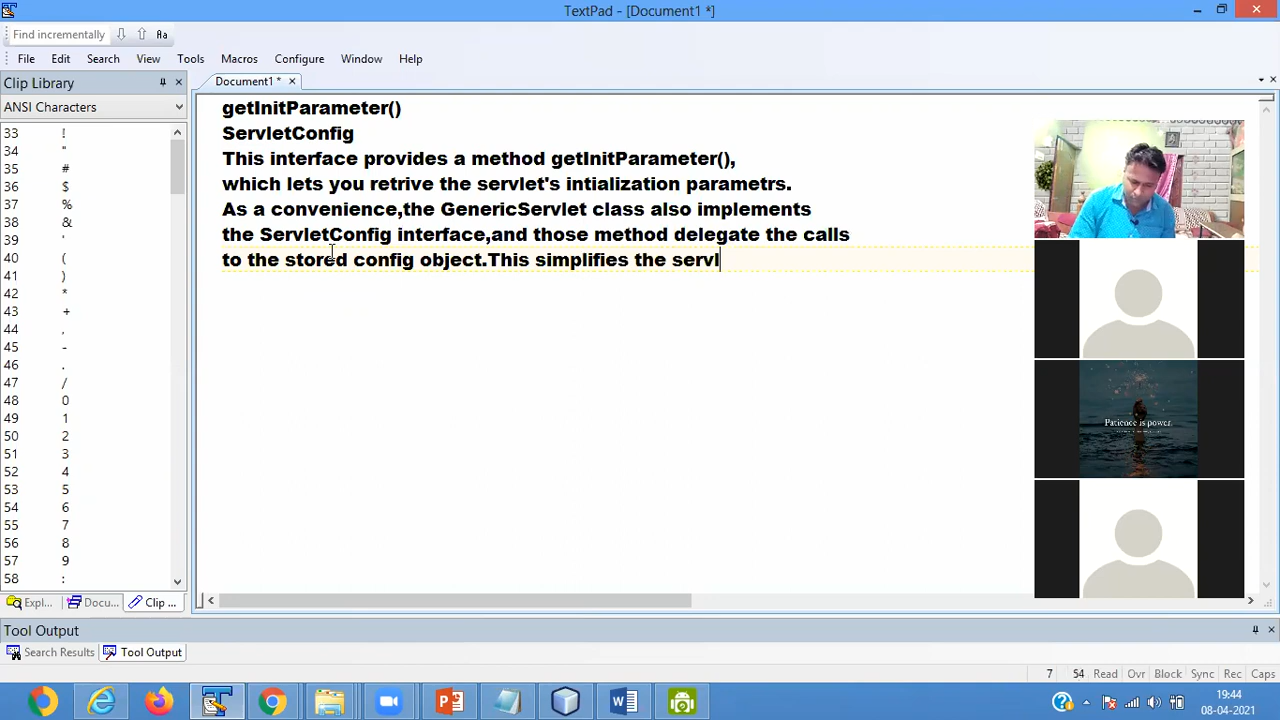 TextPad - [Document1 *]
Find incrementally
File Edit Search View Tools Macros Configure Window Help
Clip Library
Document1 *
ANSI Characters
getInitParameter()
ServletConfig
This interface provides a method getInitParameter(),
which lets you retrive the servlet's intialization parametrs.
As a convenience,the GenericServlet class also implements
the ServletConfig interface,and those method delegate the calls
to the stored config object.This simplifies the servl
33 !
34 "
35 #
36 $
37 %
38 &
39 '
40 (
41 )
42 *
43 +
44 ,
45 -
46 .
47 /
48 0
49 1
50 2
51 3
52 4
53 5
54 6
55 7
56 8
57 9
58 :
Patience is power.
Expl... Docu... Clip ...
Tool Output
Search Results Tool Output
7 54 Read Ovr Block Sync Rec Caps
19:44
08-04-2021